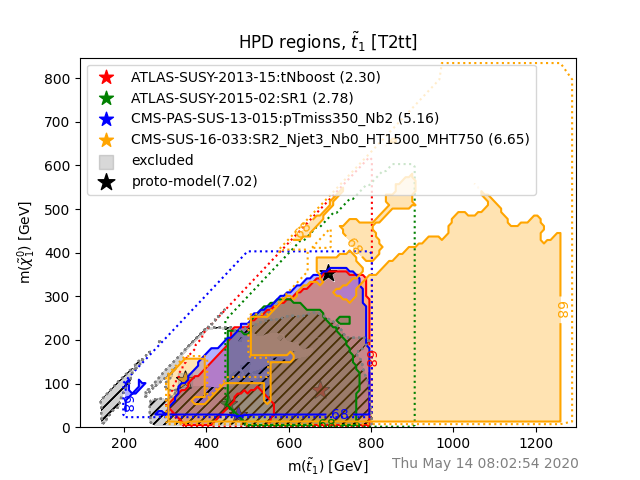 HPD regions, t̃₁ [T2tt]
ATLAS-SUSY-2013-15:tNboost (2.30)
ATLAS-SUSY-2015-02:SR1 (2.78)
CMS-PAS-SUS-13-015:pTmiss350_Nb2 (5.16)
CMS-SUS-16-033:SR2_Njet3_Nb0_HT1500_MHT750 (6.65)
excluded
proto-model(7.02)
m(χ̃₁⁰) [GeV]
800
700
600
500
400
300
200
100
0
.68
.68
.68
.68
.68
.68
200
400
600
800
1000
1200
m(t̃₁) [GeV]
Thu May 14 08:02:54 2020